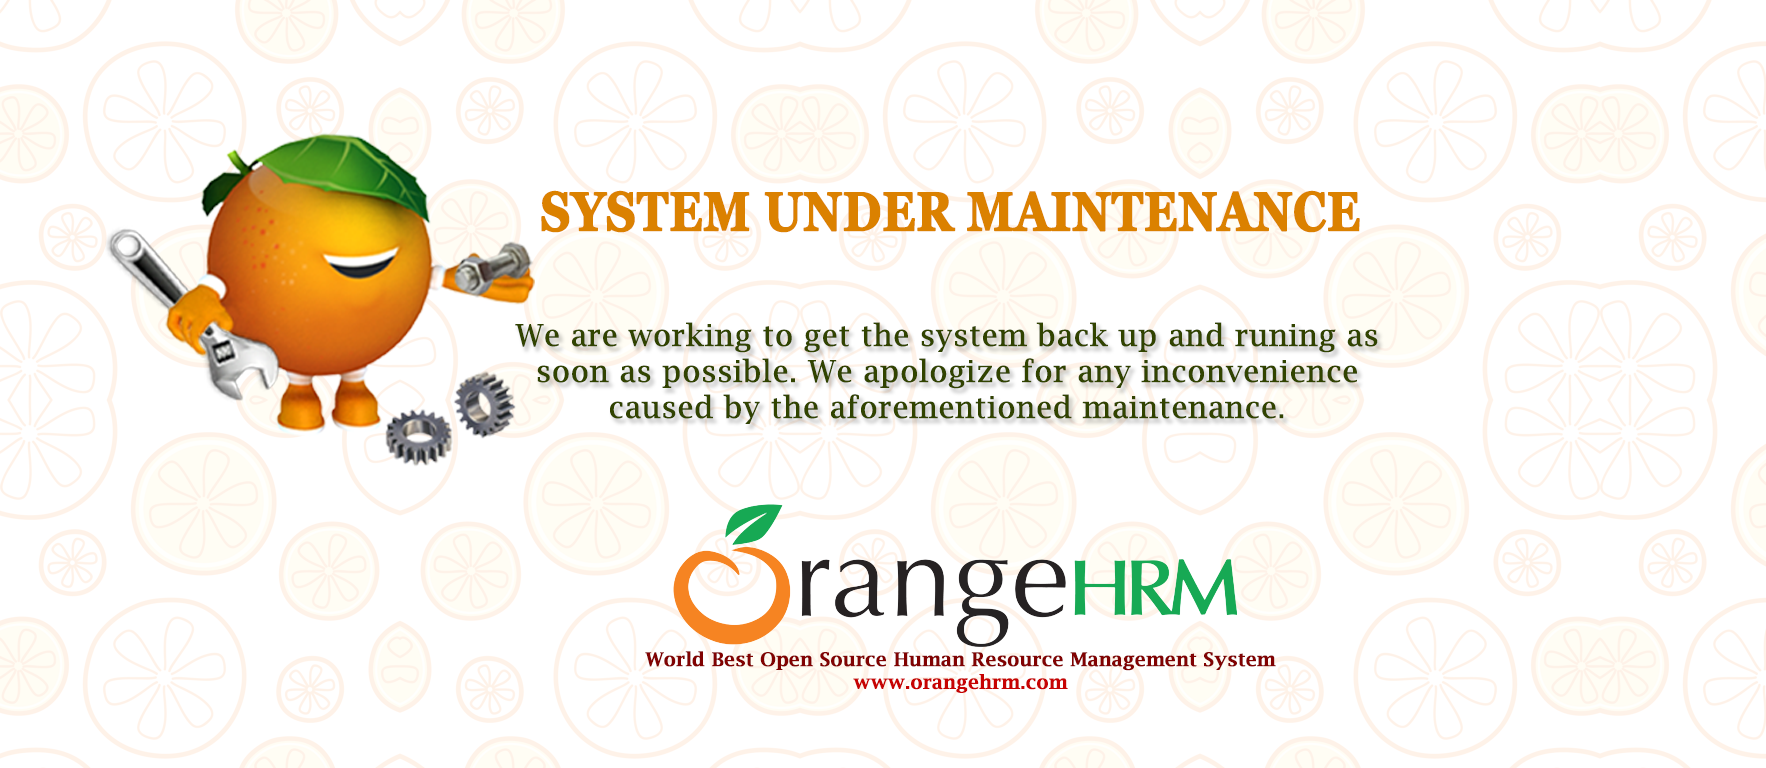 SYSTEM UNDER MAINTENANCE
We are working to get the system back up and runing as
soon as possible. We apologize for any inconvenience
caused by the aforementioned maintenance.
OrangeHRM
World Best Open Source Human Resource Management System
www.orangehrm.com